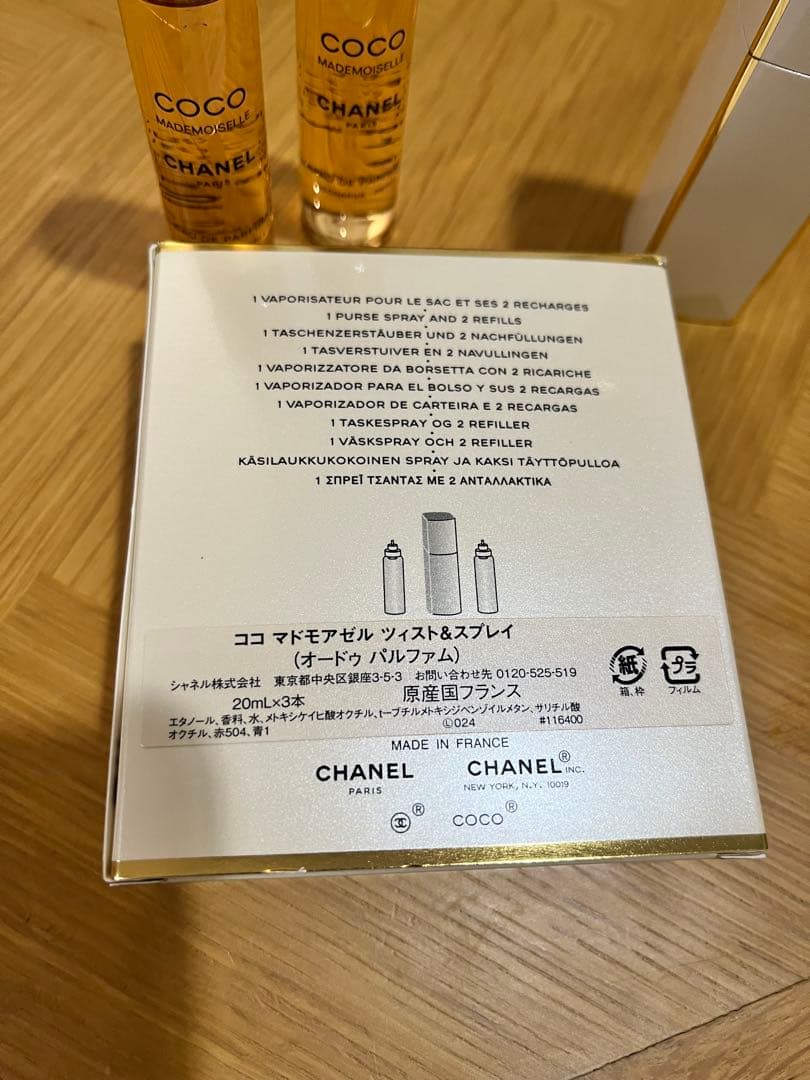 COCO
MADEMOISELLE
CHANEL
PARIS
COCO
MADEMOISELLE
CHANEL
PARIS
1 VAPORISATEUR POUR LE SAC ET SES 2 RECHARGES
1 PURSE SPRAY AND 2 REFILLS
1 TASCHENZERSTÄUBER UND 2 NACHFÜLLUNGEN
1 TASVERSTUIVER EN 2 NAVULLINGEN
1 VAPORIZZATORE DA BORSETTA CON 2 RICARICHE
1 VAPORIZADOR PARA EL BOLSO Y SUS 2 RECARGAS
1 VAPORIZADOR DE CARTEIRA E 2 RECARGAS
1 TASKESPRAY OG 2 REFILLER
1 VÄSKSPRAY OCH 2 REFILLER
KÄSILAUKKUKOKOINEN SPRAY JA KAKSI TÄYTTÖPULLOA
1 ΣΠΡΕΪ ΤΣΑΝΤΑΣ ΜΕ 2 ΑΝΤΑΛΛΑΚΤΙΚΑ
ココ マドモアゼル ツィスト&スプレイ
(オードゥ パルファム)
シャネル株式会社 東京都中央区銀座3-5-3 お問い合わせ先 0120-525-519
20mL×3本 原産国フランス
エタノール、香料、水、メトキシケイヒ酸オクチル、t-ブチルメトキシジベンゾイルメタン、サリチル酸
オクチル、赤504、青1 Ⓛ024 #116400
紙
箱、枠
プラ
フィルム
MADE IN FRANCE
CHANEL
PARIS
CHANEL® INC.
NEW YORK, N.Y. 10019
®
COCO®